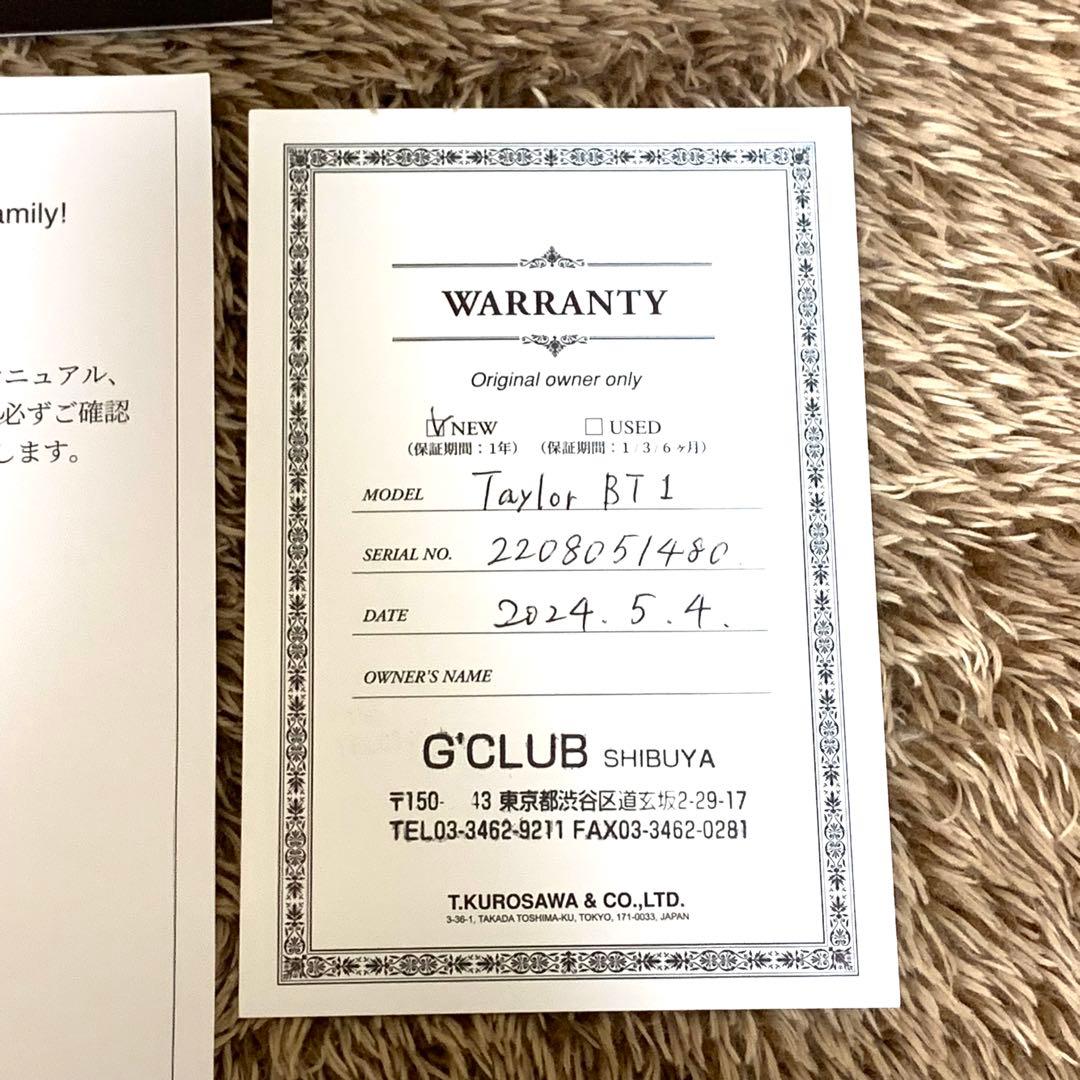 amily!
ニュアル、
必ずご確認
します。
WARRANTY
Original owner only
☑NEW □USED
（保証期間：1年）（保証期間：1/3/6ヶ月）
MODEL Taylor BT1
SERIAL NO. 2208051480
DATE 2024.5.4.
OWNER'S NAME
G'CLUB SHIBUYA
〒150- 43 東京都渋谷区道玄坂2-29-17
TEL03-3462-9211 FAX03-3462-0281
T.KUROSAWA & CO.,LTD.
3-36-1, TAKADA TOSHIMA-KU, TOKYO, 171-0033, JAPAN